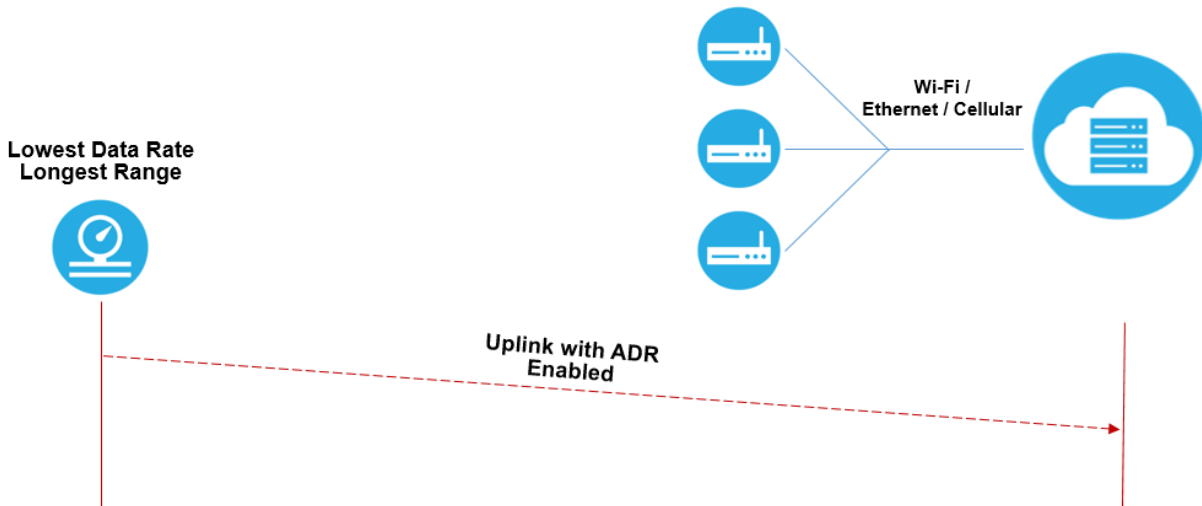 Wi-Fi /
Ethernet / Cellular
Lowest Data Rate
Longest Range
Uplink with ADR
Enabled